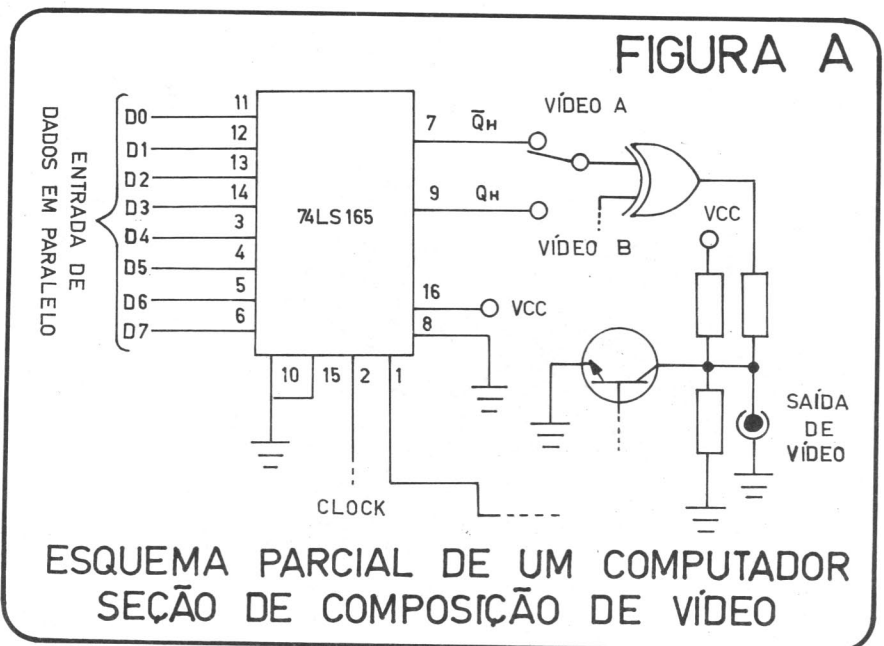 FIGURA A
ENTRADA DE
DADOS EM PARALELO
D0 11
D1 12
D2 13
D3 14
D4 3
D5 4
D6 5
D7 6
74LS165
7 Q̅H
9 QH
16 VCC
8
10 15 2 1
CLOCK
VÍDEO A
VÍDEO B
VCC
SAÍDA
DE
VÍDEO
ESQUEMA PARCIAL DE UM COMPUTADOR
SEÇÃO DE COMPOSIÇÃO DE VÍDEO